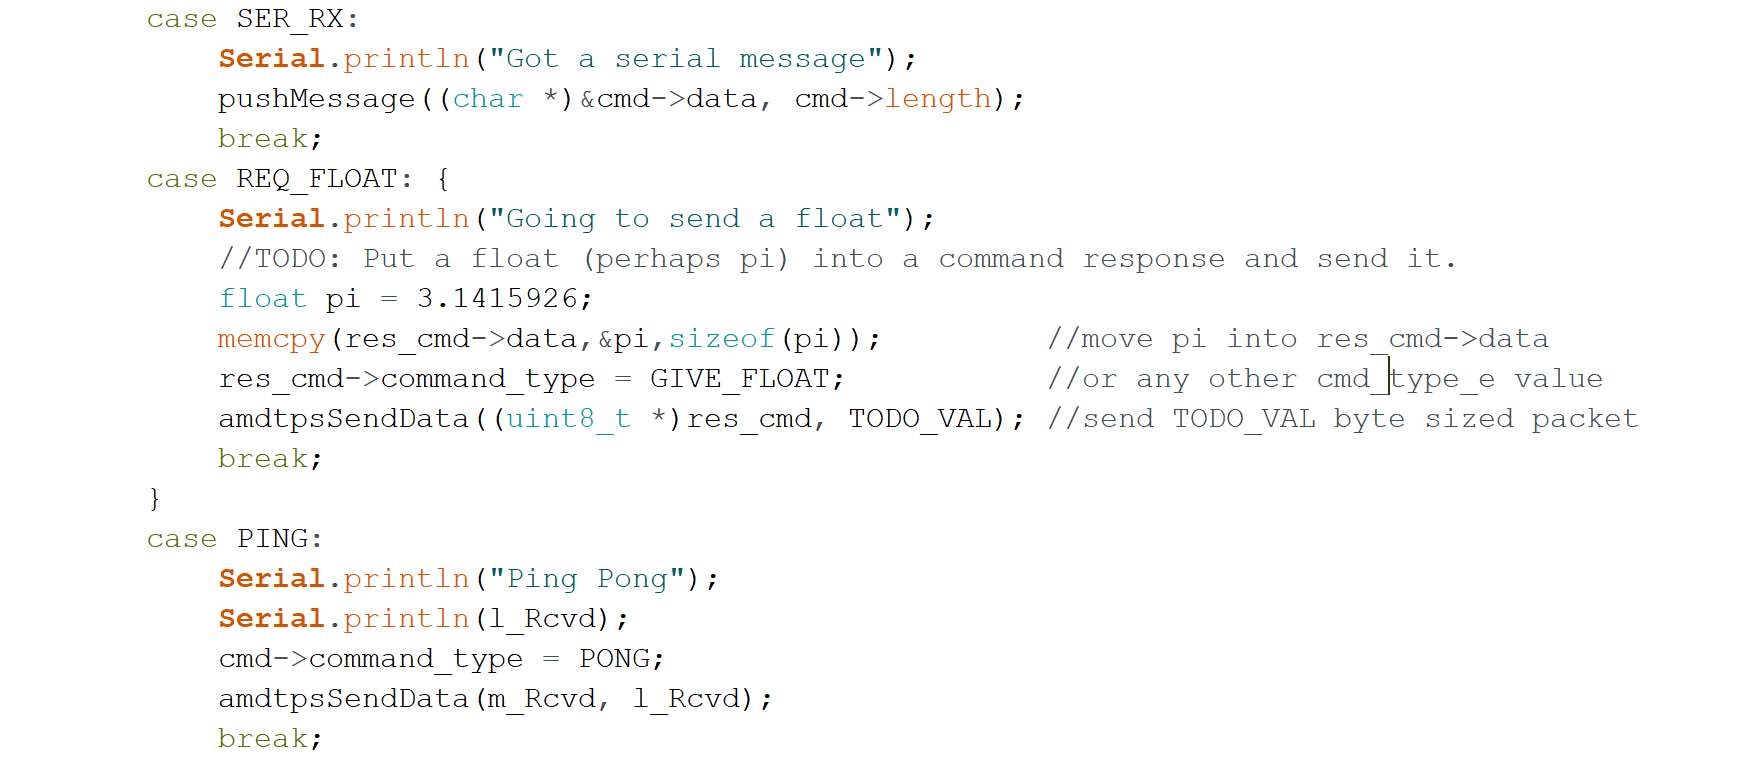 case SER_RX:
    Serial.println("Got a serial message");
    pushMessage((char *)&cmd->data, cmd->length);
    break;
case REQ_FLOAT: {
    Serial.println("Going to send a float");
    //TODO: Put a float (perhaps pi) into a command response and send it.
    float pi = 3.1415926;
    memcpy(res_cmd->data,&pi,sizeof(pi));         //move pi into res_cmd->data
    res_cmd->command_type = GIVE_FLOAT;           //or any other cmd_type_e value
    amdtpsSendData((uint8_t *)res_cmd, TODO_VAL); //send TODO_VAL byte sized packet
    break;
}
case PING:
    Serial.println("Ping Pong");
    Serial.println(l_Rcvd);
    cmd->command_type = PONG;
    amdtpsSendData(m_Rcvd, l_Rcvd);
    break;